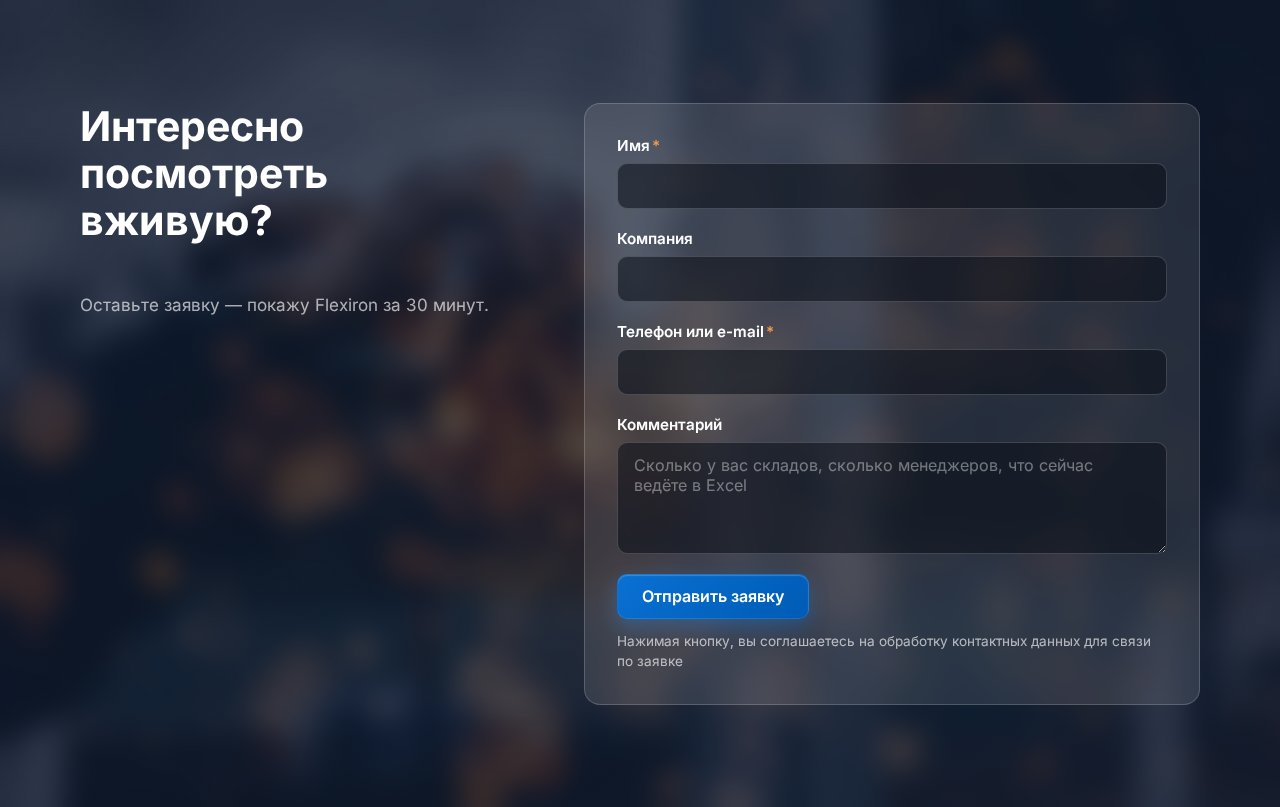 Интересно
посмотреть
вживую?
Оставьте заявку — покажу Flexiron за 30 минут.
Имя *
Компания
Телефон или e-mail *
Комментарий
Сколько у вас складов, сколько менеджеров, что сейчас
ведёте в Excel
Отправить заявку
Нажимая кнопку, вы соглашаетесь на обработку контактных данных для связи
по заявке